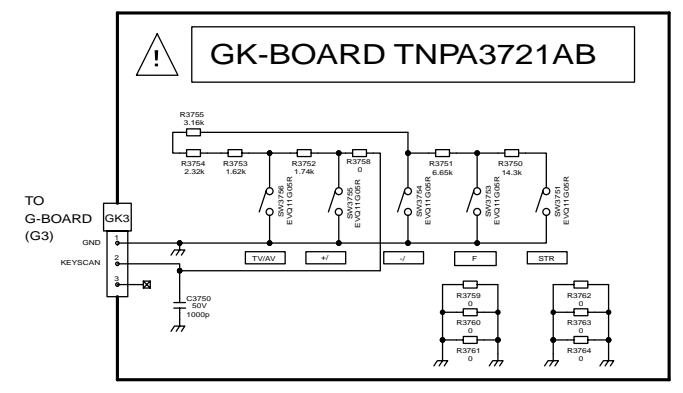 GK-BOARD TNPA3721AB
!
R3755
3.16k
R3754
2.32k
R3753
1.62k
R3752
1.74k
R3758
0
R3751
6.65k
R3750
14.3k
SW3756
EVQ11G05R
SW3755
EVQ11G05R
SW3754
EVQ11G05R
SW3753
EVQ11G05R
SW3751
EVQ11G05R
TO
G-BOARD
(G3)
GK3
GND
1
KEYSCAN
2
3
TV/AV
+/
-/
F
STR
C3750
50V
1000p
R3759
0
R3760
0
R3761
0
R3762
0
R3763
0
R3764
0